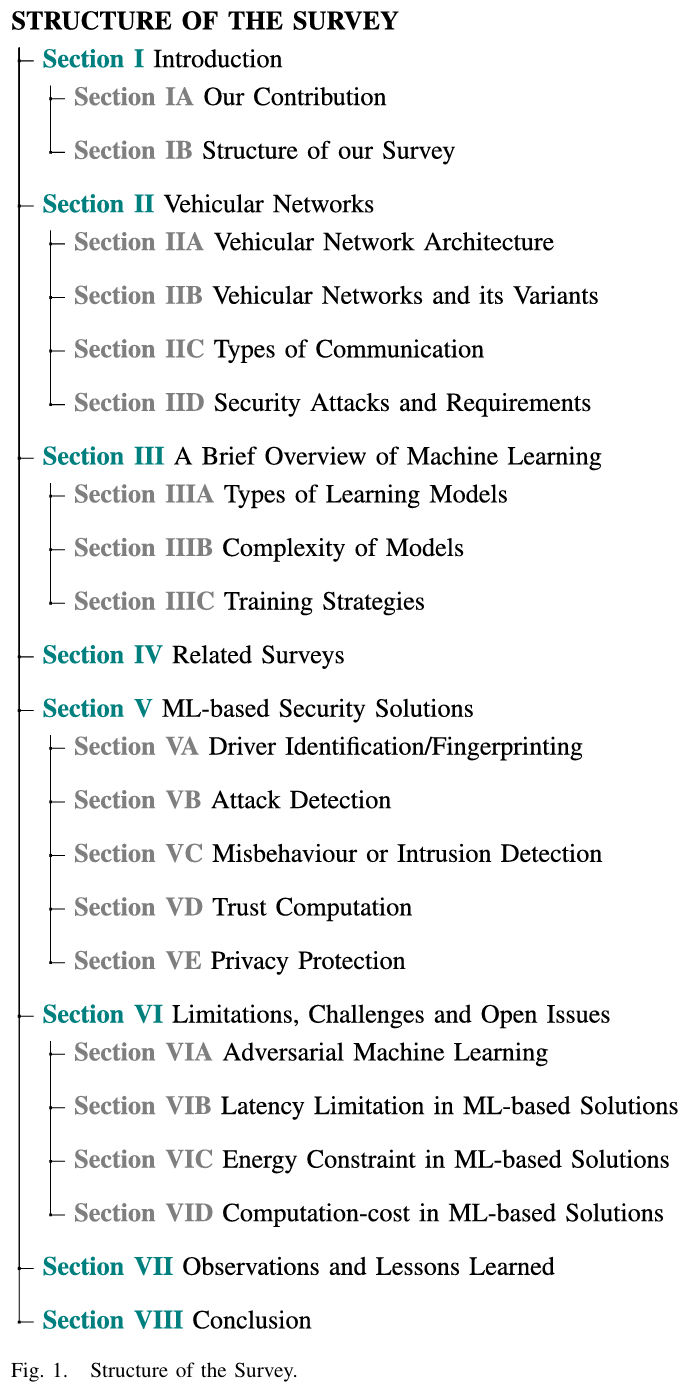 STRUCTURE OF THE SURVEY
Section I Introduction
Section IA Our Contribution
Section IB Structure of our Survey
Section II Vehicular Networks
Section IIA Vehicular Network Architecture
Section IIB Vehicular Networks and its Variants
Section IIC Types of Communication
Section IID Security Attacks and Requirements
Section III A Brief Overview of Machine Learning
Section IIIA Types of Learning Models
Section IIIB Complexity of Models
Section IIIC Training Strategies
Section IV Related Surveys
Section V ML-based Security Solutions
Section VA Driver Identification/Fingerprinting
Section VB Attack Detection
Section VC Misbehaviour or Intrusion Detection
Section VD Trust Computation
Section VE Privacy Protection
Section VI Limitations, Challenges and Open Issues
Section VIA Adversarial Machine Learning
Section VIB Latency Limitation in ML-based Solutions
Section VIC Energy Constraint in ML-based Solutions
Section VID Computation-cost in ML-based Solutions
Section VII Observations and Lessons Learned
Section VIII Conclusion
Fig. 1. Structure of the Survey.